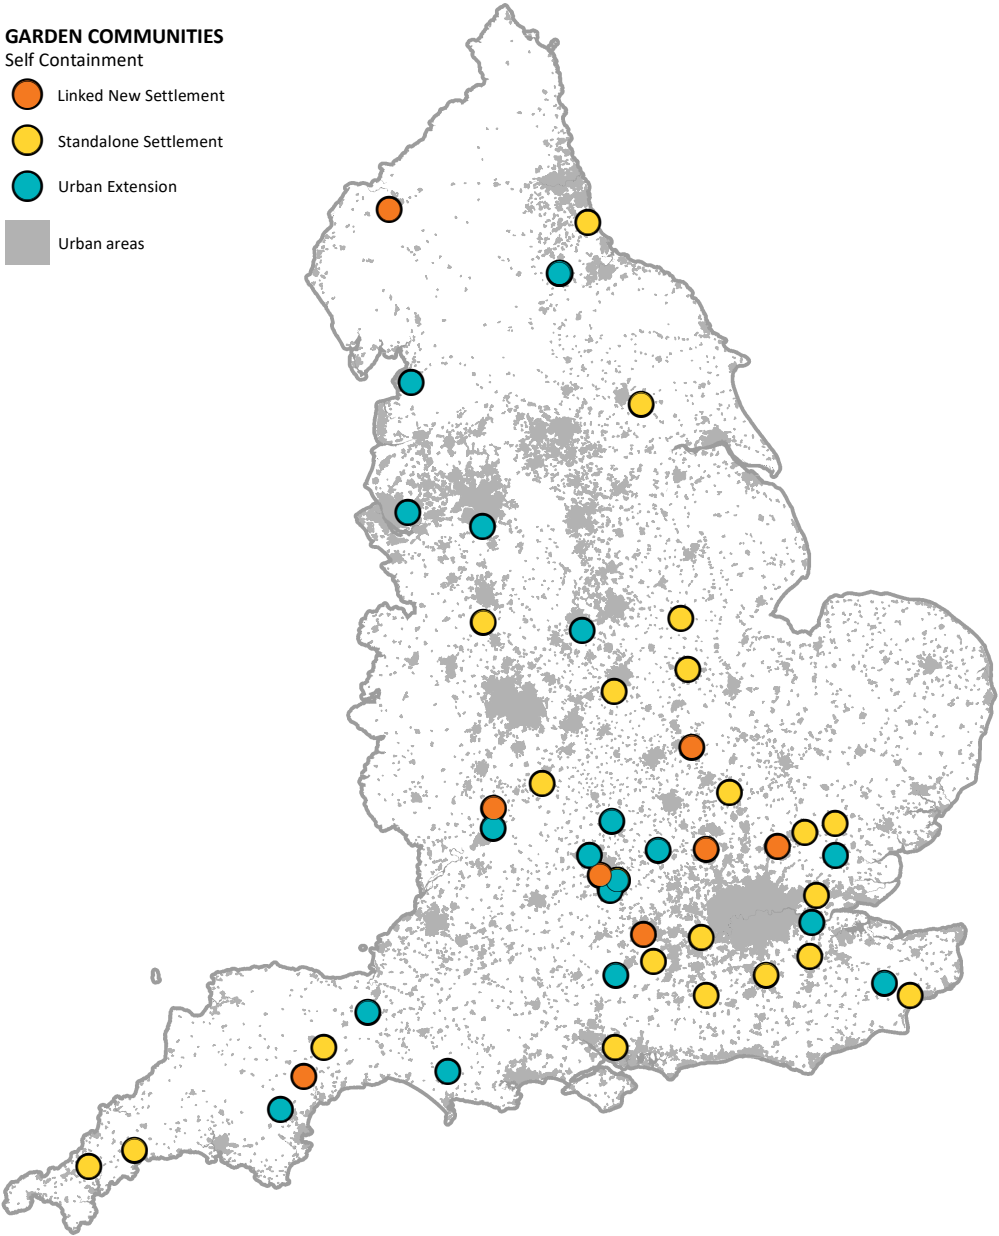 GARDEN COMMUNITIES
Self Containment
Linked New Settlement
Standalone Settlement
Urban Extension
Urban areas